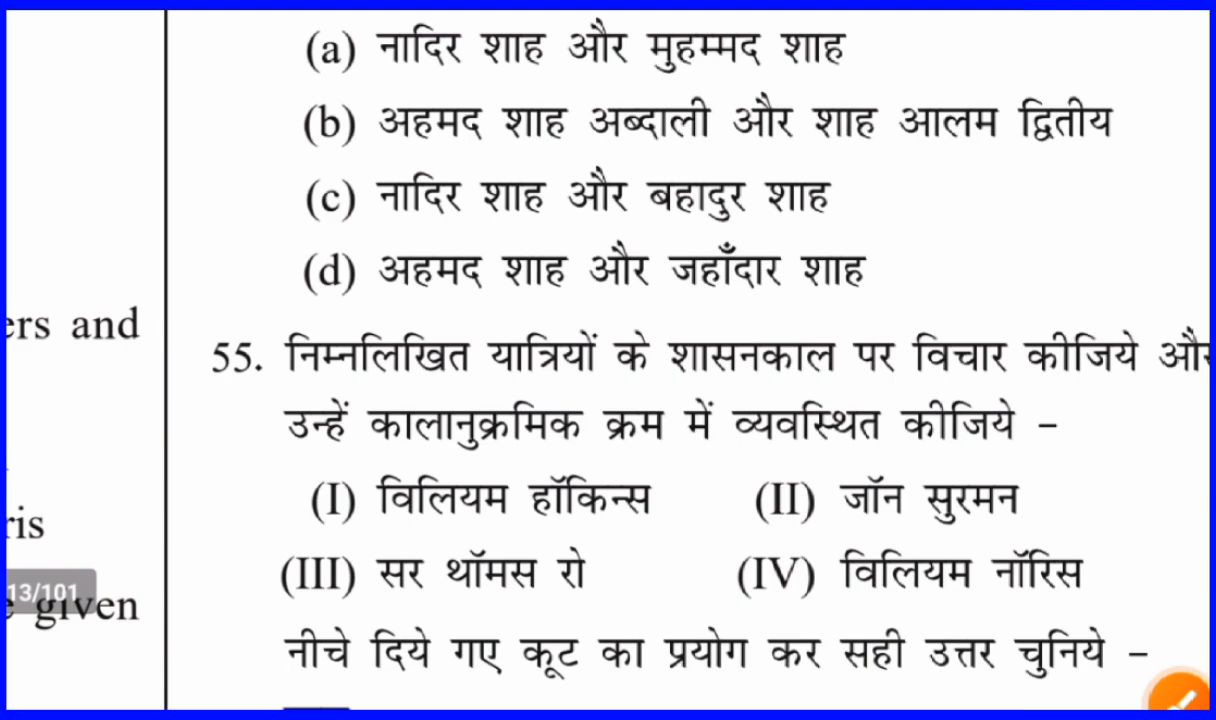 (a) नादिर शाह और मुहम्मद शाह
(b) अहमद शाह अब्दाली और शाह आलम द्वितीय
(c) नादिर शाह और बहादुर शाह
(d) अहमद शाह और जहाँदार शाह
ers and
55. निम्नलिखित यात्रियों के शासनकाल पर विचार कीजिये और
उन्हें कालानुक्रमिक क्रम में व्यवस्थित कीजिये –
(I) विलियम हॉकिन्स (II) जॉन सुरमन
ris
(III) सर थॉमस रो (IV) विलियम नॉरिस
13/101
given
नीचे दिये गए कूट का प्रयोग कर सही उत्तर चुनिये –